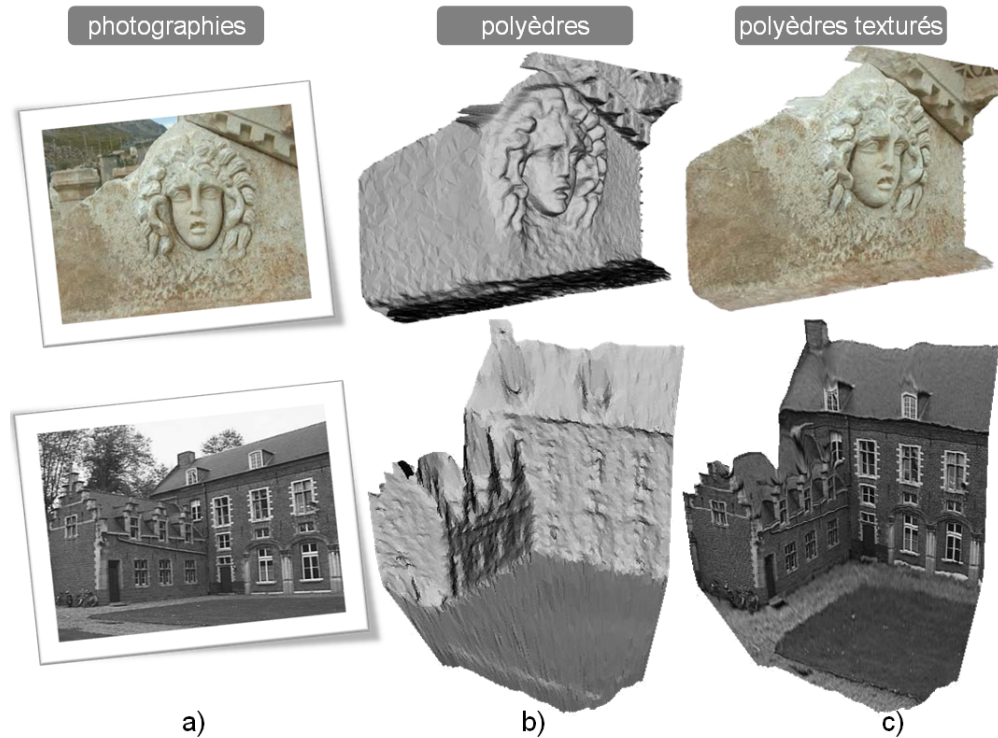 photographies
polyèdres
polyèdres texturés
a)
b)
c)